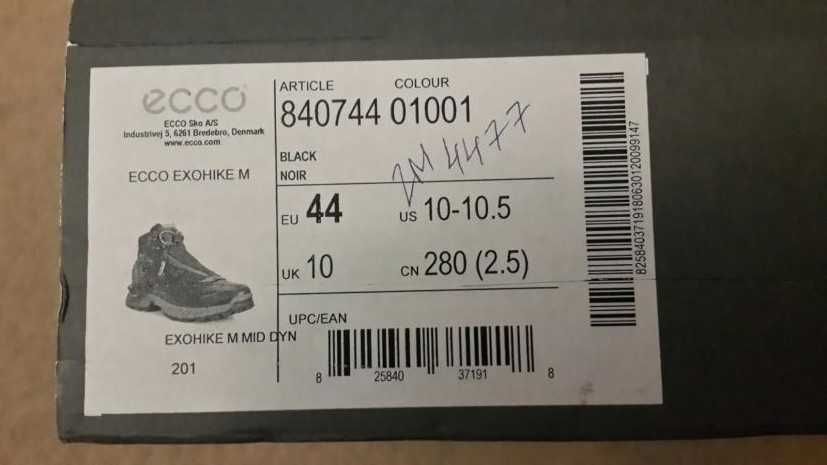 ecco
ECCO Sko A/S
Industrivej 5, 6261 Bredebro, Denmark
www.ecco.com
ECCO EXOHIKE M
EXOHIKE M MID DYN
201
ARTICLE COLOUR
840744 01001
BLACK
NOIR
4477
EU 44 US 10-10.5
UK 10 CN 280 (2.5)
UPC/EAN
8 25840 37191 8
8258403719180630120099147